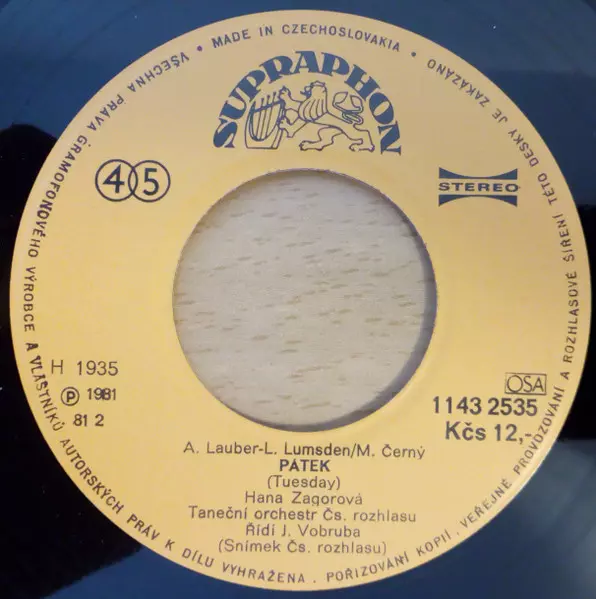 VŠECHNA PRÁVA GRAMOFONOVÉHO VÝROBCE A VLASTNÍKŮ AUTORSKÝCH PRÁV K DÍLU VYHRAŽENA . POŘIZOVÁNÍ KOPIÍ . VEŘEJNÉ PROVOZOVÁNÍ A ROZHLASOVÉ ŠÍŘENÍ TÉTO DESKY JE ZAKÁZÁNO
• MADE IN CZECHOSLOVAKIA •
SUPRAPHON
45
STEREO
H 1935
Ⓟ 1981
81 2
OSA
1143 2535
Kčs 12,-
A. Lauber-L. Lumsden/M. Černý
PÁTEK
(Tuesday)
Hana Zagorová
Taneční orchestr Čs. rozhlasu
Řídí J. Vobruba
(Snímek Čs. rozhlasu)